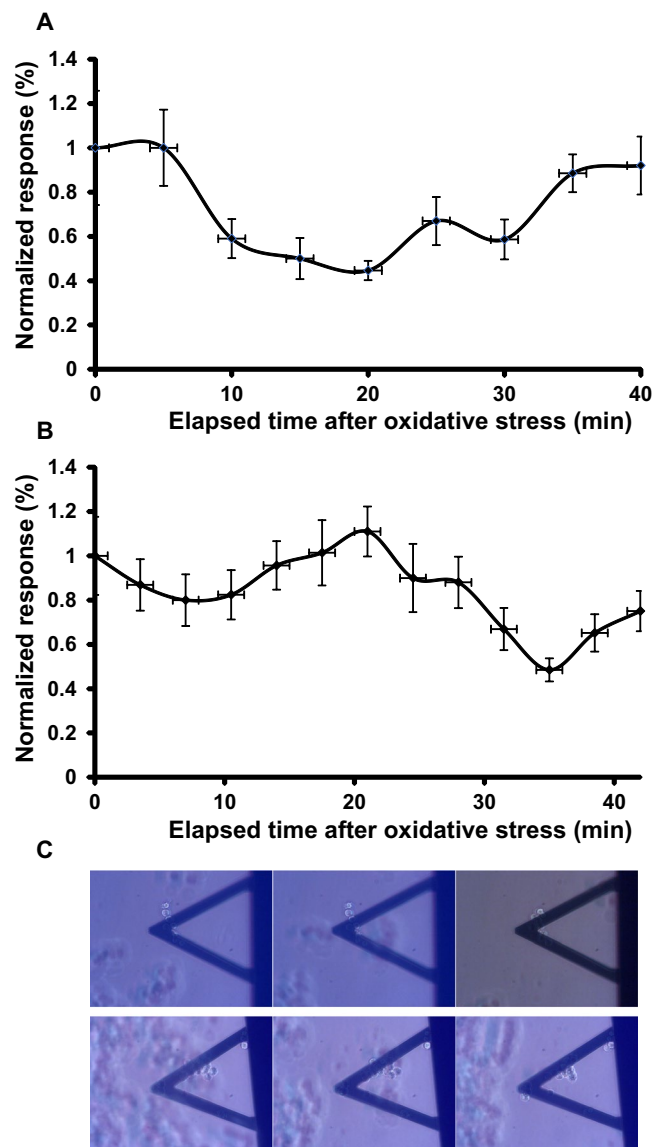 A
Normalized response (%)
1.4
1.2
1
0.8
0.6
0.4
0.2
0
0 10 20 30 40
Elapsed time after oxidative stress (min)
B
Normalized response (%)
1.4
1.2
1
0.8
0.6
0.4
0.2
0
0 10 20 30 40
Elapsed time after oxidative stress (min)
C